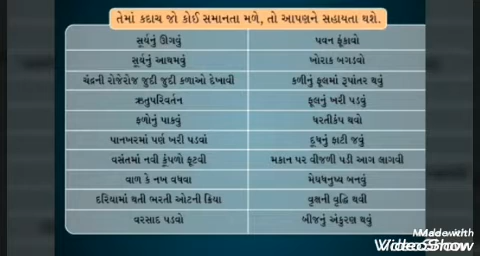 તેમાં કદાચ જો કોઈ સમાનતા મળે, તો આપણને સહાયતા થશે.
સૂર્યનું ઊગવું પવન ફૂંકાવો
સૂર્યનું આથમવું ખોરાક બગડવો
ચંદ્રની રોજેરોજ જુદી જુદી કળાઓ દેખાવી કળીનું ફૂલમાં રૂપાંતર થવું
ઋતુપરિવર્તન ફૂલનું ખરી પડવું
ફળોનું પાકવું ધરતીકંપ થવો
પાનખરમાં પર્ણ ખરી પડવાં દૂધનું ફાટી જવું
વસંતમાં નવી કૂંપળો ફૂટવી મકાન પર વીજળી પડી આગ લાગવી
વાળ કે નખ વધવા મેઘધનુષ્ય બનવું
દરિયામાં થતી ભરતી ઓટની ક્રિયા વૃક્ષની વૃદ્ધિ થવી
વરસાદ પડવો બીજનું અંકુરણ થવું
Made with
VideoShow